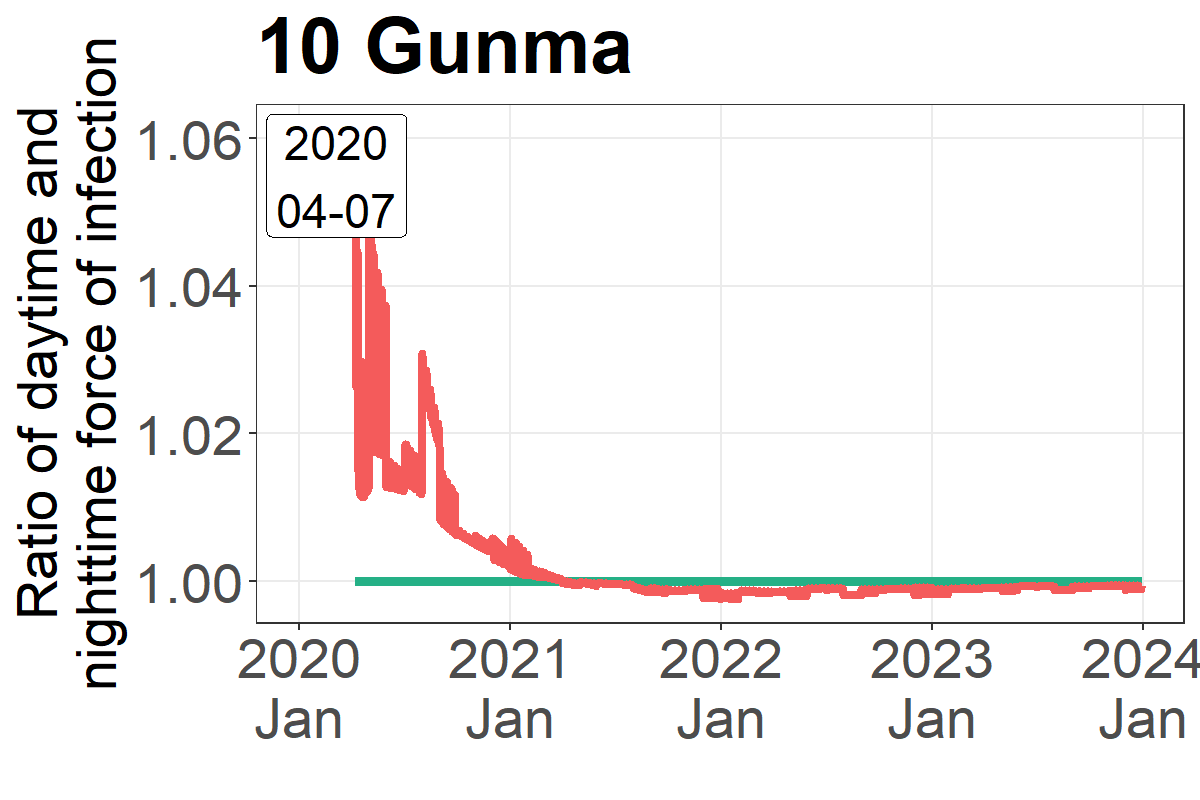 10 Gunma
Ratio of daytime and
nighttime force of infection
1.06
1.04
1.02
1.00
2020
04-07
2020 2021 2022 2023 2024
Jan Jan Jan Jan Jan